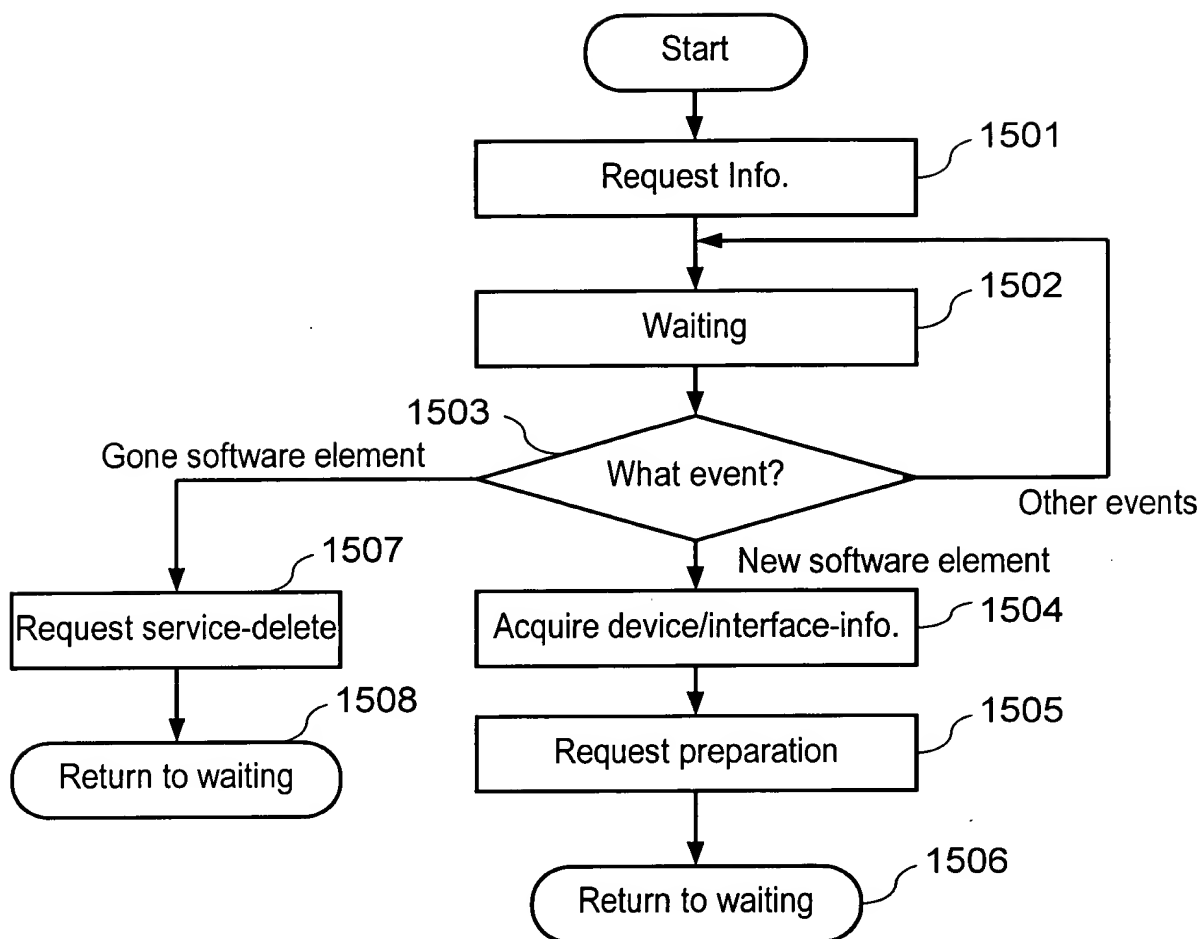 Start
1501
Request Info.
1502
Waiting
1503
Gone software element
What event?
Other events
New software element
1507
Request service-delete
1504
Acquire device/interface-info.
1508
Return to waiting
1505
Request preparation
1506
Return to waiting